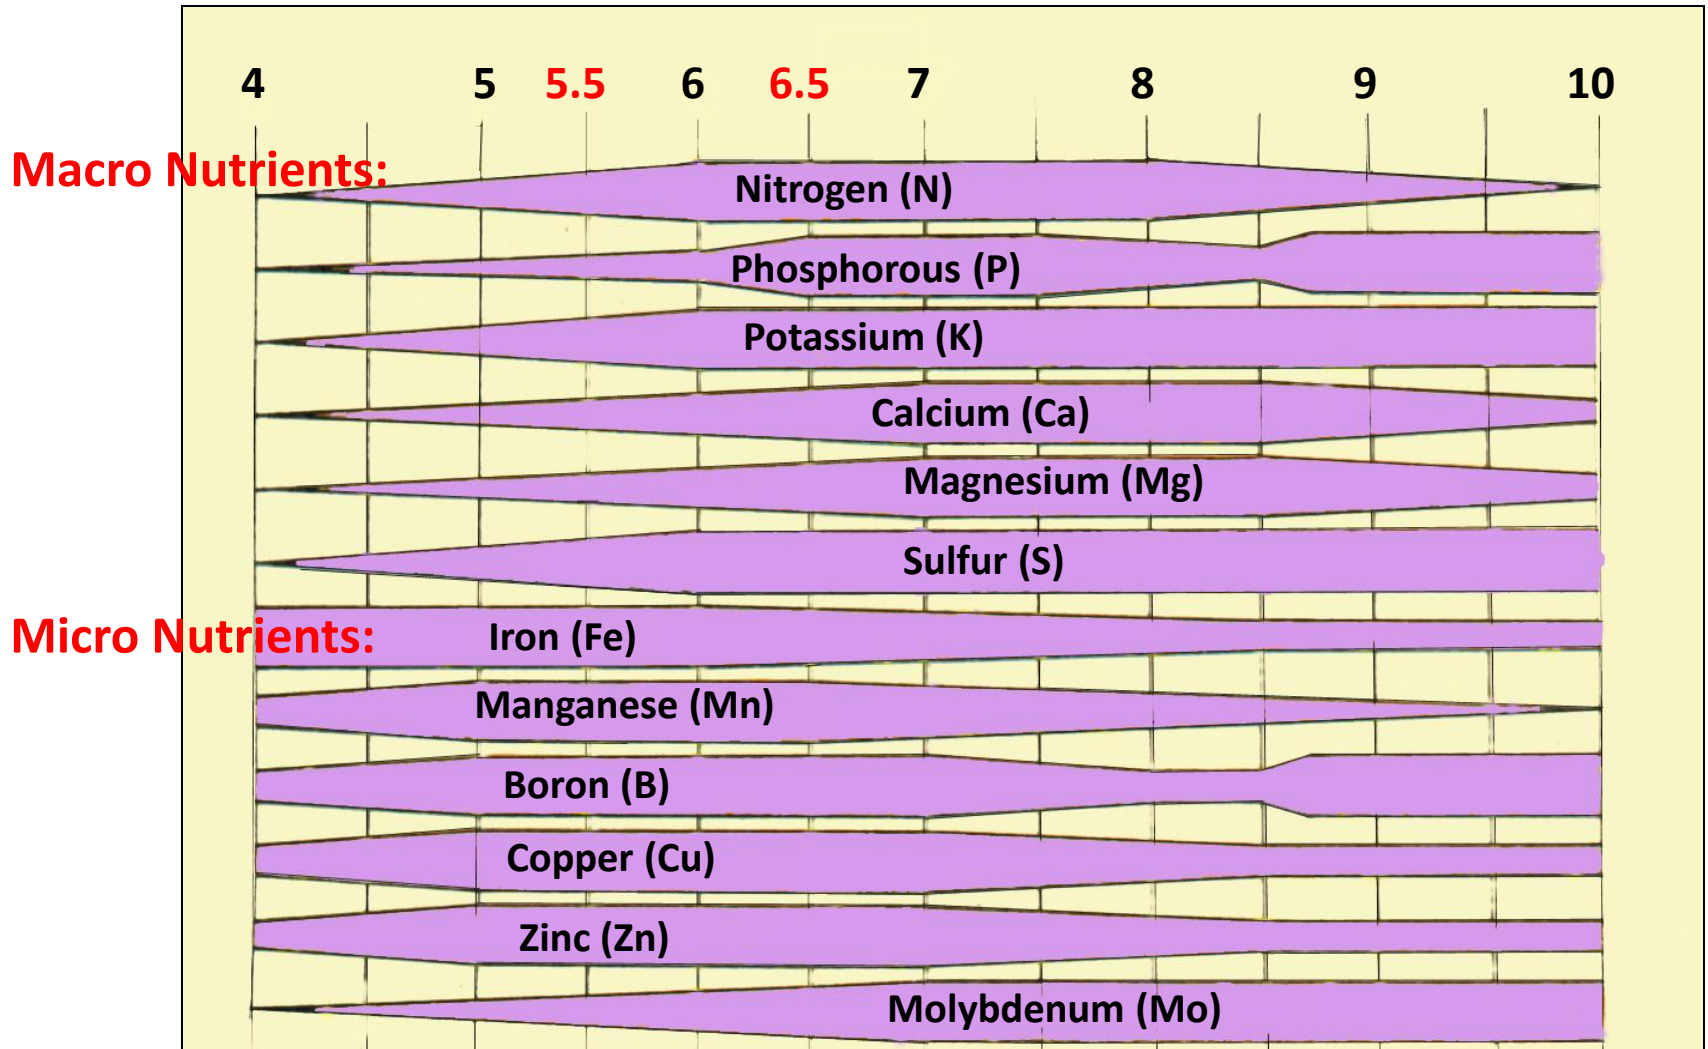 4 5 5.5 6 6.5 7 8 9 10
Macro Nutrients:
Nitrogen (N)
Phosphorous (P)
Potassium (K)
Calcium (Ca)
Magnesium (Mg)
Sulfur (S)
Micro Nutrients:
Iron (Fe)
Manganese (Mn)
Boron (B)
Copper (Cu)
Zinc (Zn)
Molybdenum (Mo)